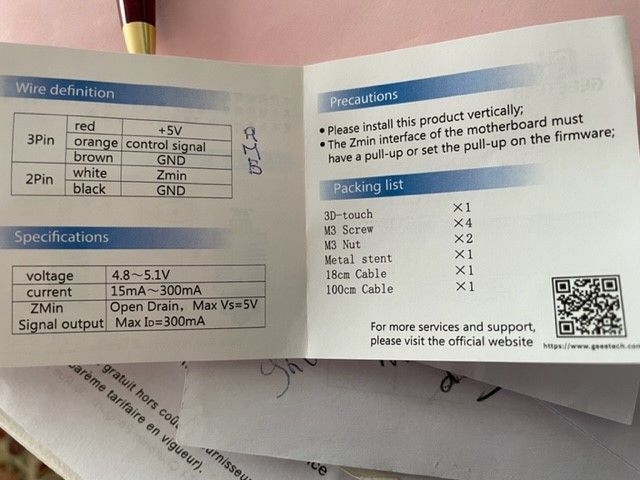 Wire definition
3Pin
red +5V
orange control signal
brown GND
2Pin
white Zmin
black GND
Specifications
voltage 4.8～5.1V
current 15mA～300mA
ZMin Open Drain, Max Vs=5V
Signal output Max ID=300mA
Precautions
• Please install this product vertically;
• The Zmin interface of the motherboard must
have a pull-up or set the pull-up on the firmware;
Packing list
3D-touch ×1
M3 Screw ×4
M3 Nut ×2
Metal stent ×1
18cm Cable ×1
100cm Cable ×1
For more services and support,
please visit the official website
https://www.geeetech.com
gratuit hors coû
barème tarifaire en vigueur).
urnisseu